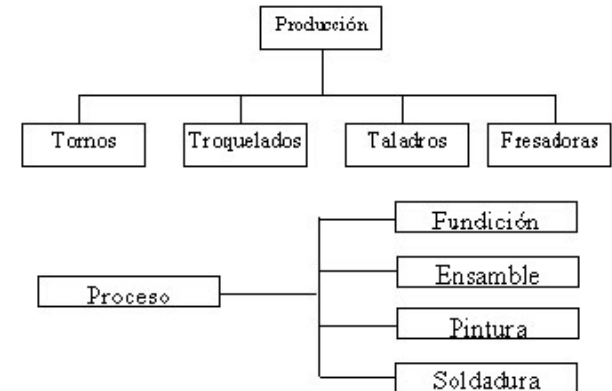 Producción
Tornos Troquelados Taladros Fresadoras
Fundición
Ensamble
Proceso
Pintura
Soldadura